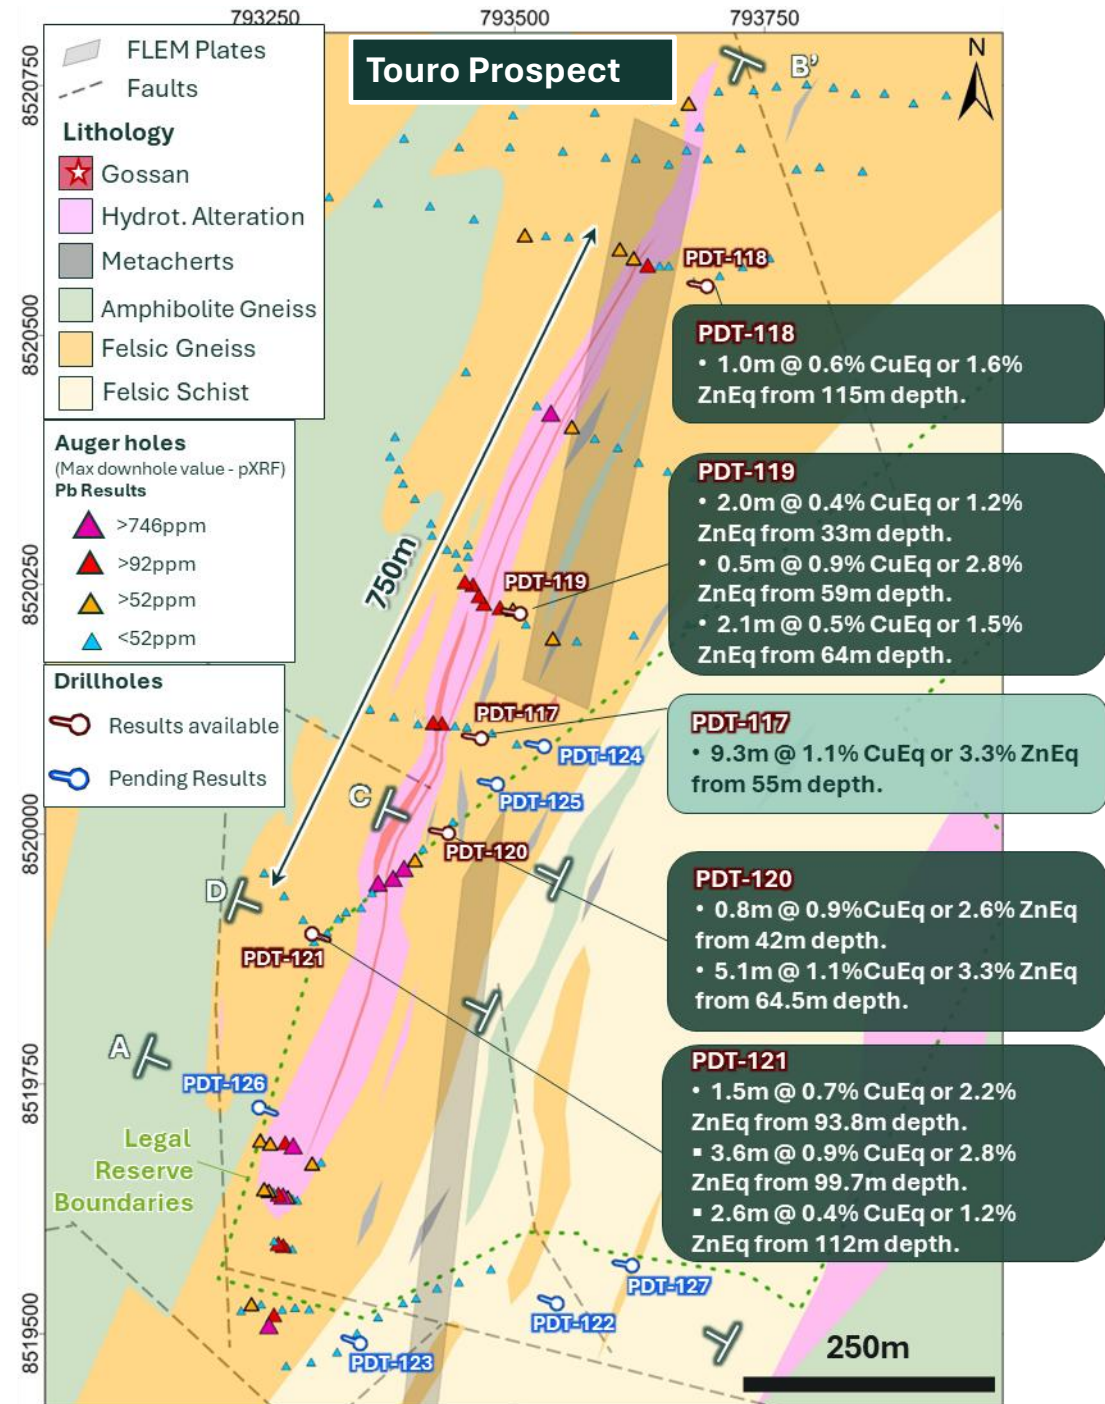 793250
793500
793750
FLEM Plates
Faults
Lithology
Gossan
Hydrot. Alteration
Metacherts
Amphibolite Gneiss
Felsic Gneiss
Felsic Schist
Auger holes
(Max downhole value - pXRF)
Pb Results
>746ppm
>92ppm
>52ppm
<52ppm
Drillholes
Results available
Pending Results
Touro Prospect
B'
N
8520750
8520500
8520250
8520000
8519750
8519500
750m
PDT-118
PDT-118
• 1.0m @ 0.6% CuEq or 1.6%
ZnEq from 115m depth.
PDT-119
• 2.0m @ 0.4% CuEq or 1.2%
ZnEq from 33m depth.
• 0.5m @ 0.9% CuEq or 2.8%
ZnEq from 59m depth.
• 2.1m @ 0.5% CuEq or 1.5%
ZnEq from 64m depth.
PDT-119
PDT-117
PDT-117
• 9.3m @ 1.1% CuEq or 3.3% ZnEq
from 55m depth.
PDT-124
PDT-125
C
PDT-120
PDT-120
• 0.8m @ 0.9%CuEq or 2.6% ZnEq
from 42m depth.
• 5.1m @ 1.1%CuEq or 3.3% ZnEq
from 64.5m depth.
D
PDT-121
A
PDT-126
Legal
Reserve
Boundaries
PDT-121
• 1.5m @ 0.7% CuEq or 2.2%
ZnEq from 93.8m depth.
▪ 3.6m @ 0.9% CuEq or 2.8%
ZnEq from 99.7m depth.
▪ 2.6m @ 0.4% CuEq or 1.2%
ZnEq from 112m depth.
PDT-127
PDT-122
PDT-123
250m